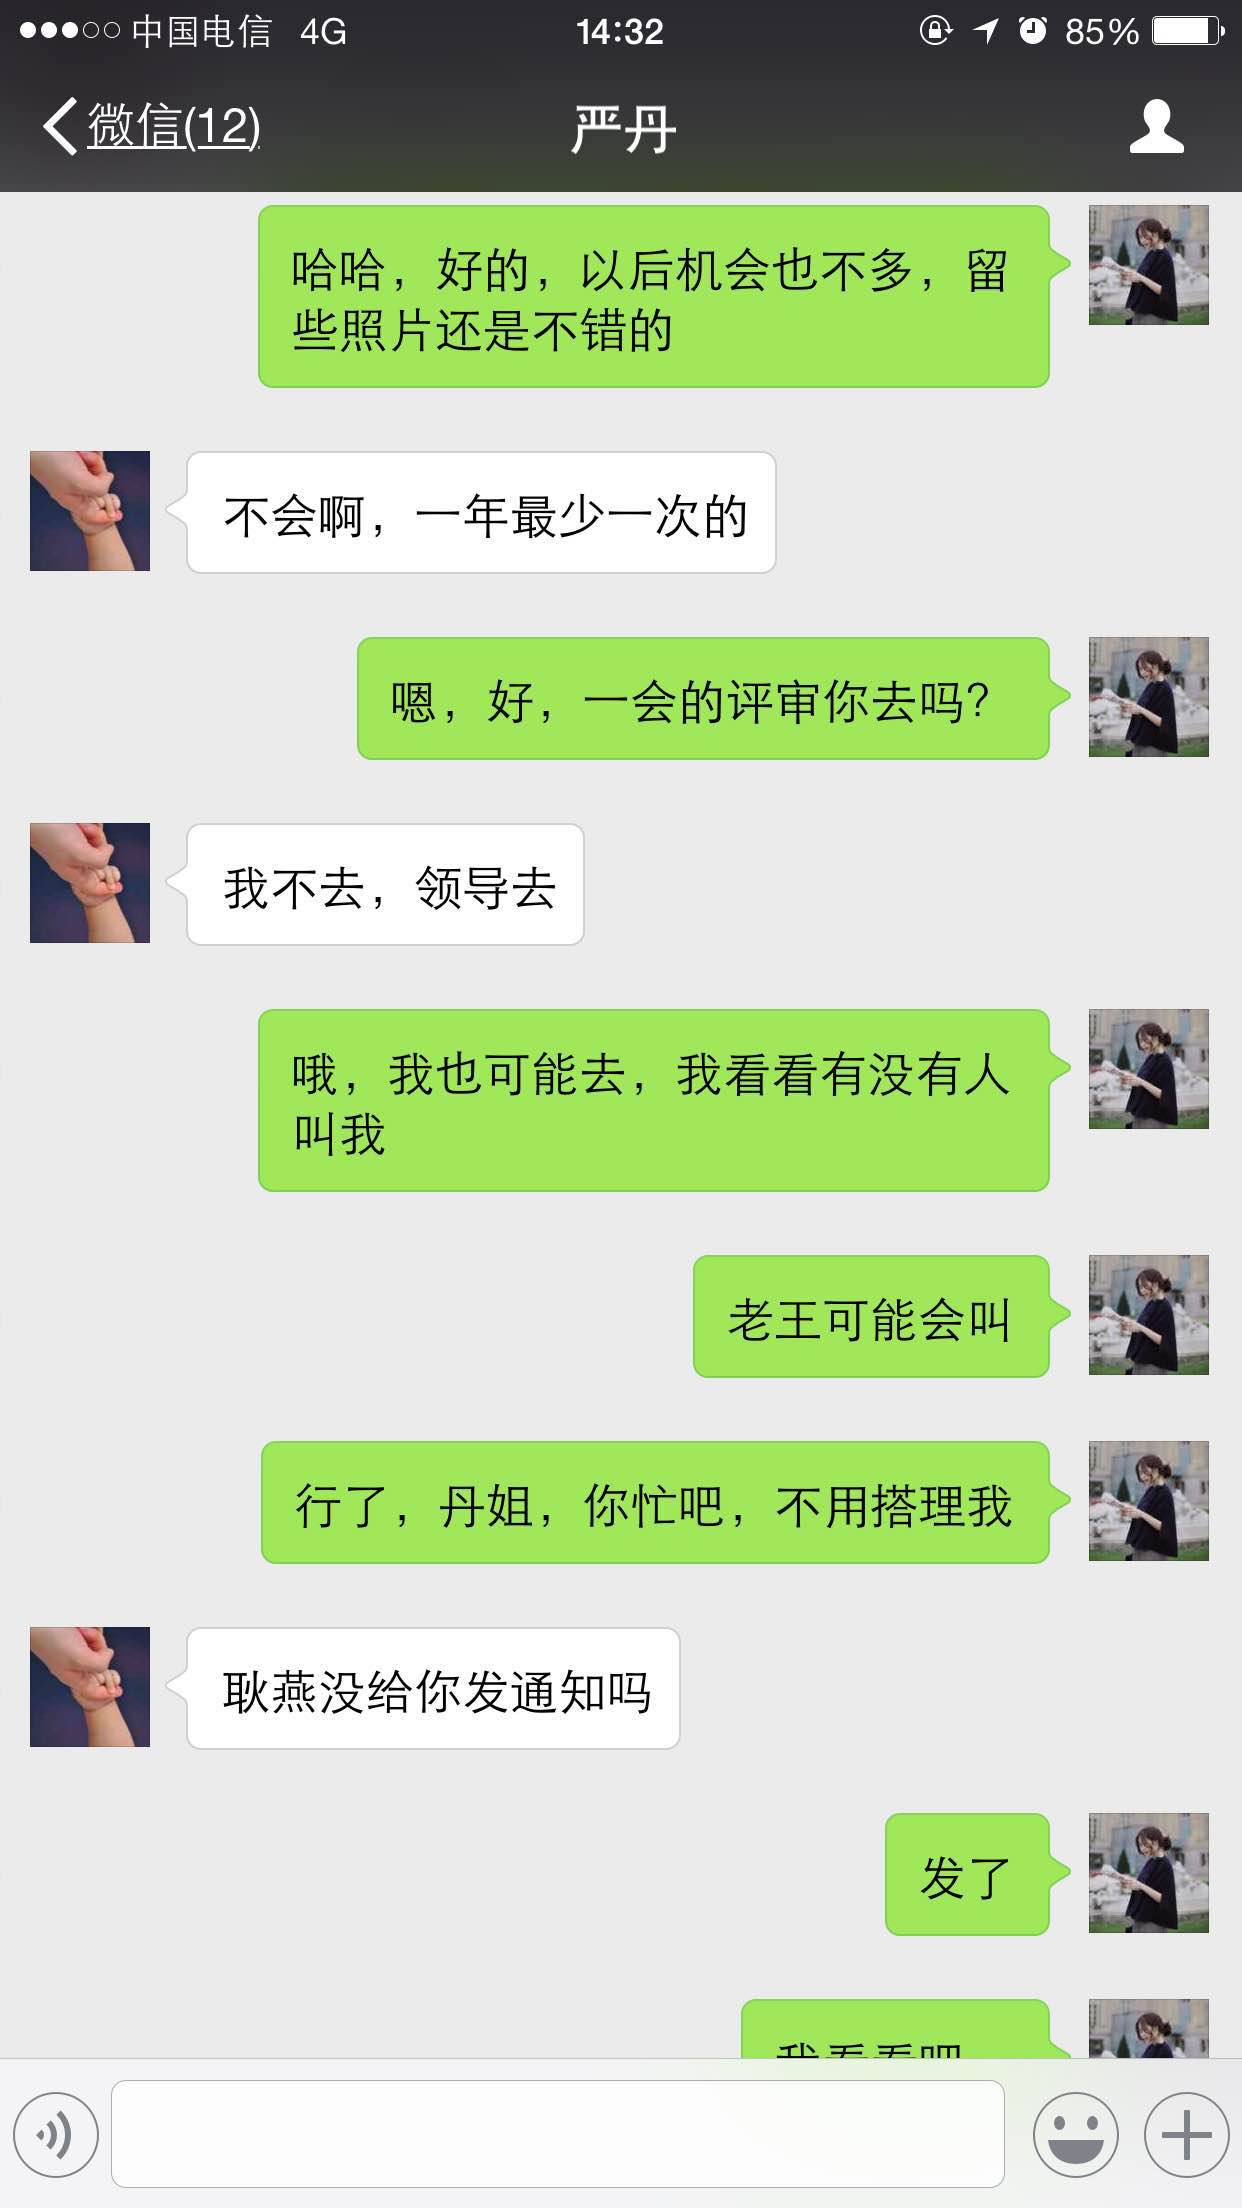 中国电信 4G 14:32 85%
微信(12) 严丹
哈哈，好的，以后机会也不多，留
些照片还是不错的
不会啊，一年最少一次的
嗯，好，一会的评审你去吗？
我不去，领导去
哦，我也可能去，我看看有没有人
叫我
老王可能会叫
行了，丹姐，你忙吧，不用搭理我
耿燕没给你发通知吗
发了
我看看吧